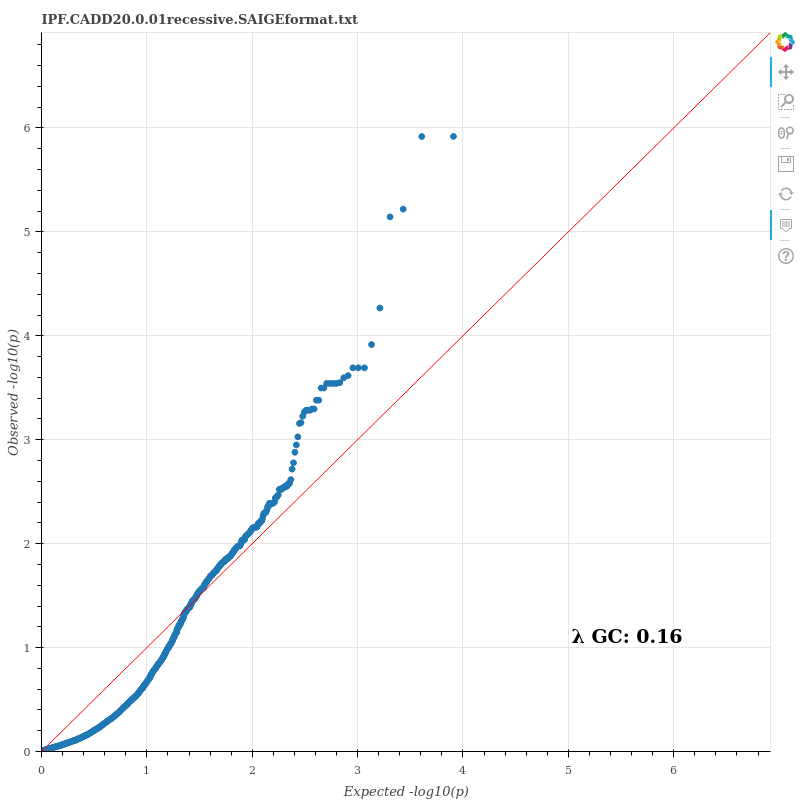 IPF.CADD20.0.01recessive.SAIGEformat.txt
6
5
4
3
2
1
0
Observed -log10(p)
λ GC: 0.16
0 1 2 3 4 5 6
Expected -log10(p)